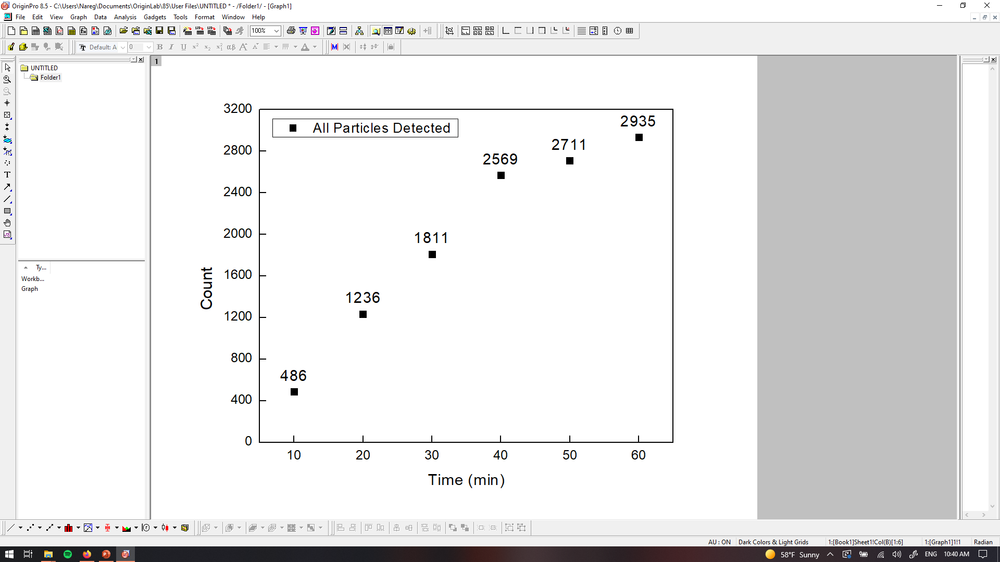 OriginPro 8.5 - C:\Users\Nareg\Documents\OriginLab\85\User Files\UNTITLED * - /Folder1/ - [Graph1]
File Edit View Graph Data Analysis Gadgets Tools Format Window Help
100%
Default: A 0
UNTITLED
Folder1
1
Ty...
Workb...
Graph
3200
2800
2400
2000
1600
1200
800
400
0
Count
All Particles Detected
486
1236
1811
2569
2711
2935
10 20 30 40 50 60
Time (min)
AU : ON Dark Colors & Light Grids 1:[Book1]Sheet1!Col(B)[1:6] 1:[Graph1]1!1 Radian
58°F Sunny ENG 10:40 AM